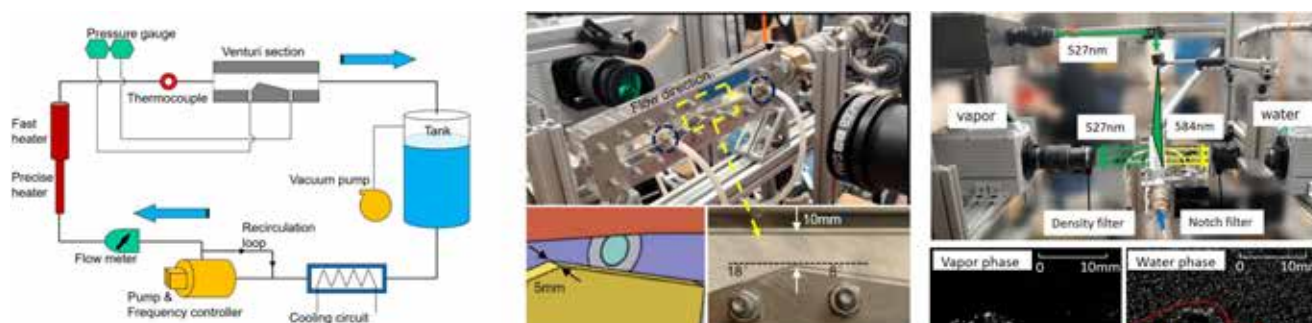 Pressure gauge
Venturi section
Thermocouple
Fast
heater
Precise
heater
Tank
Vacuum pump
Recirculation
loop
Flow meter
Pump &
Frequency controller
Cooling circuit
Flow direction
5mm
10mm
18°
8°
527nm
vapor
527nm
584nm
water
Density filter
Notch filter
Vapor phase
0 10mm
Water phase
0 10mm